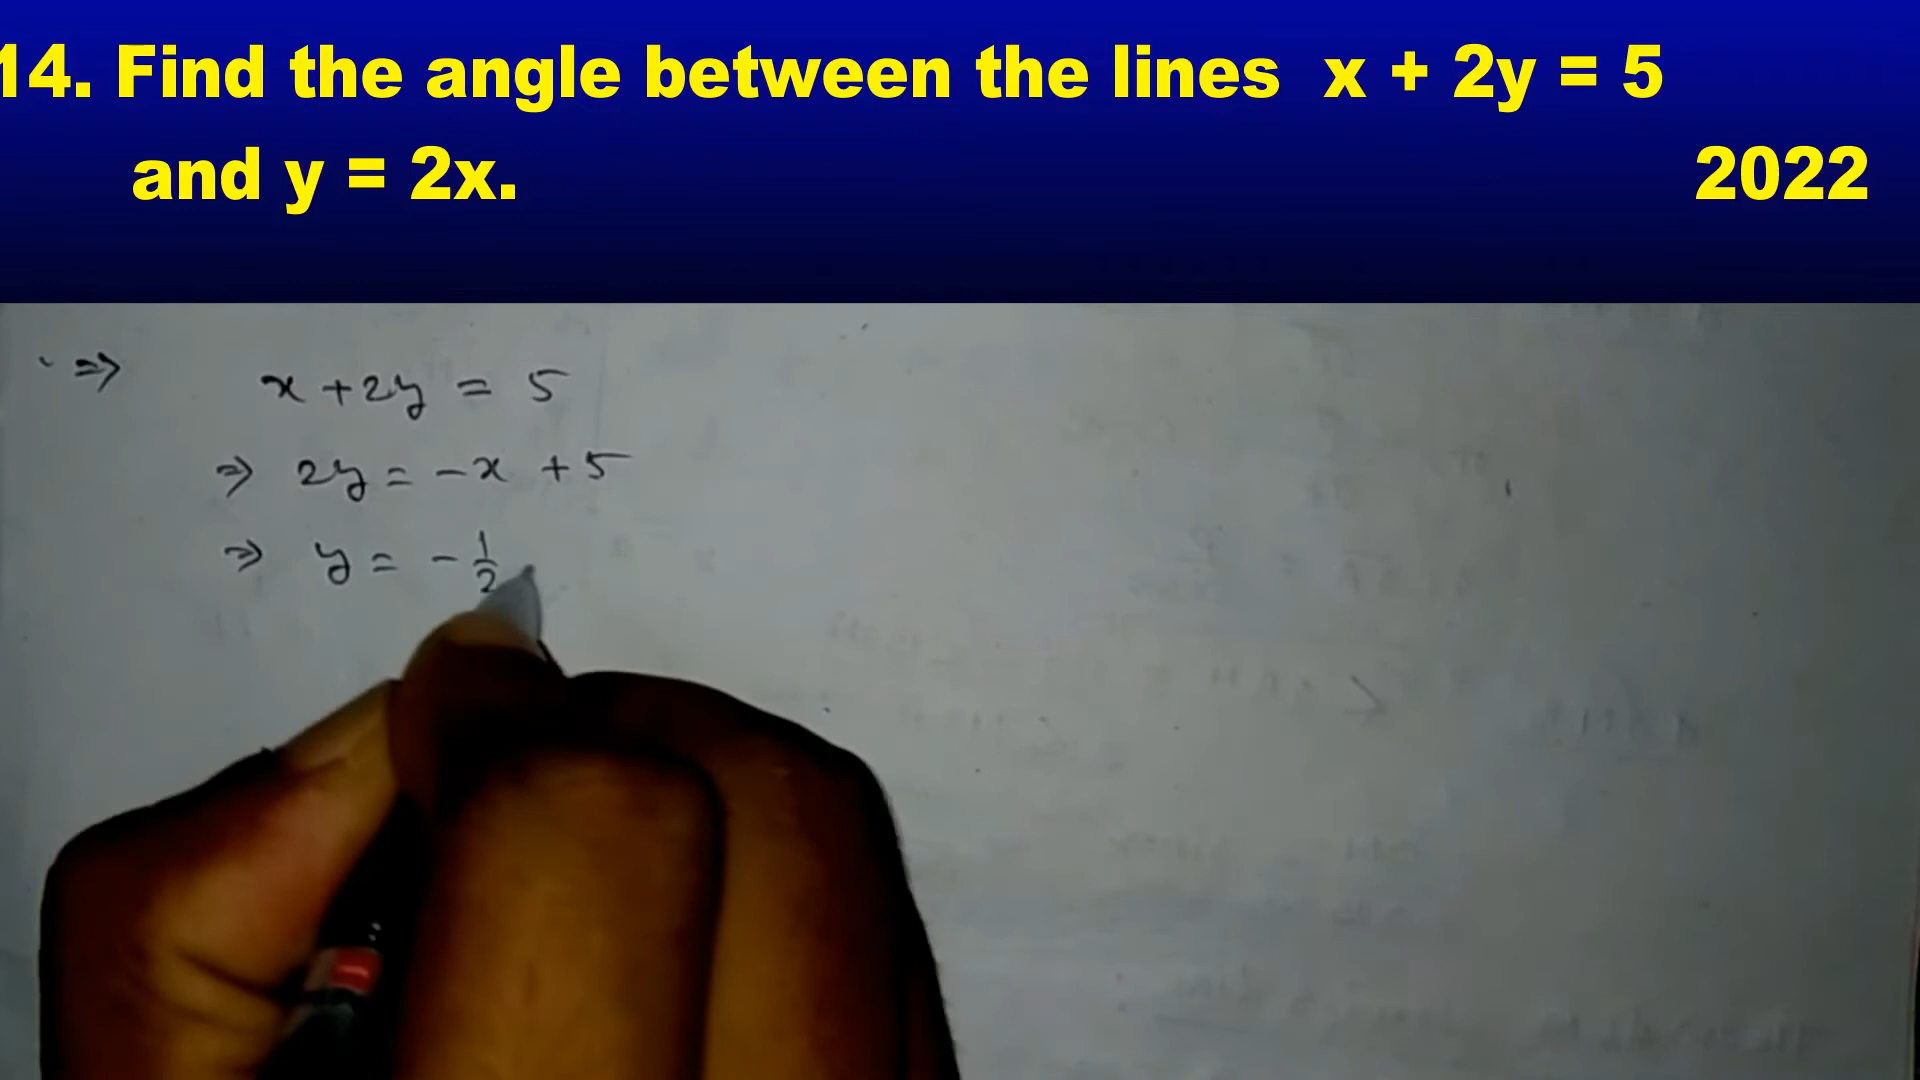 14. Find the angle between the lines x + 2y = 5
and y = 2x. 2022
⇒ x + 2y = 5
⇒ 2y = -x + 5
⇒ y = - 1/2